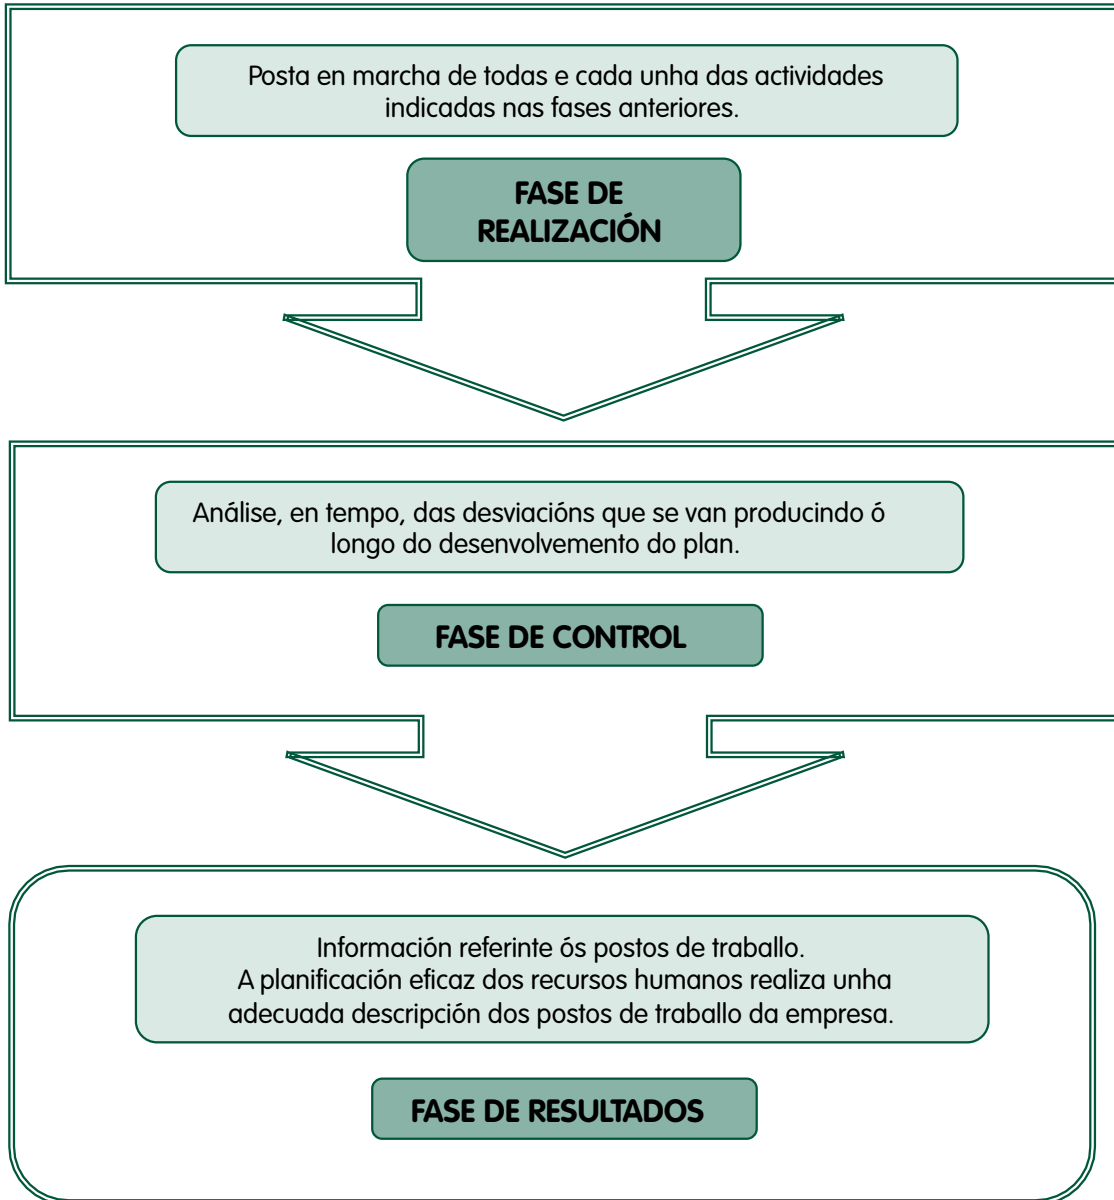 Posta en marcha de todas e cada unha das actividades
indicadas nas fases anteriores.
FASE DE
REALIZACIÓN
Análise, en tempo, das desviacións que se van producindo ó
longo do desenvolvemento do plan.
FASE DE CONTROL
Información referinte ós postos de traballo.
A planificación eficaz dos recursos humanos realiza unha
adecuada descripción dos postos de traballo da empresa.
FASE DE RESULTADOS